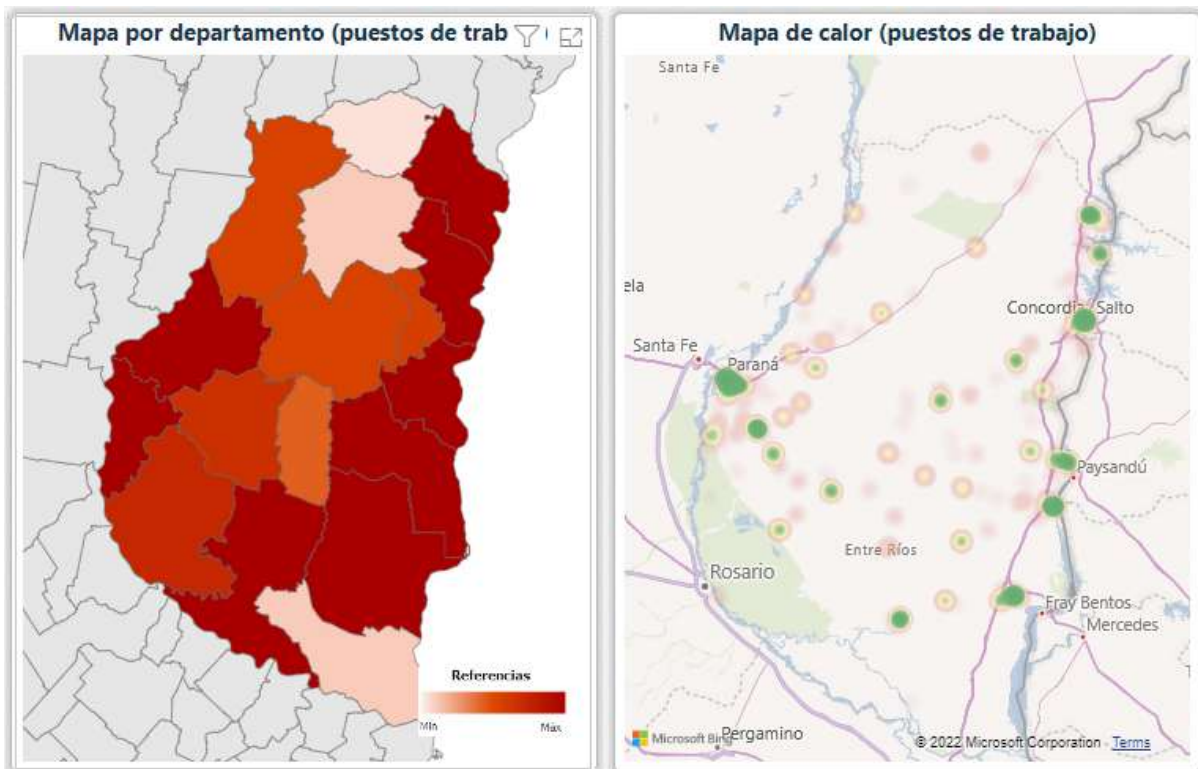 Mapa por departamento (puestos de trab
Referencias
Mín
Máx
Mapa de calor (puestos de trabajo)
Santa Fe
ela
Concordia
Salto
Santa Fe
Paraná
Paysandú
Entre Ríos
Rosario
Fray Bentos
Mercedes
Pergamino
Microsoft Bing
© 2022 Microsoft Corporation Terms